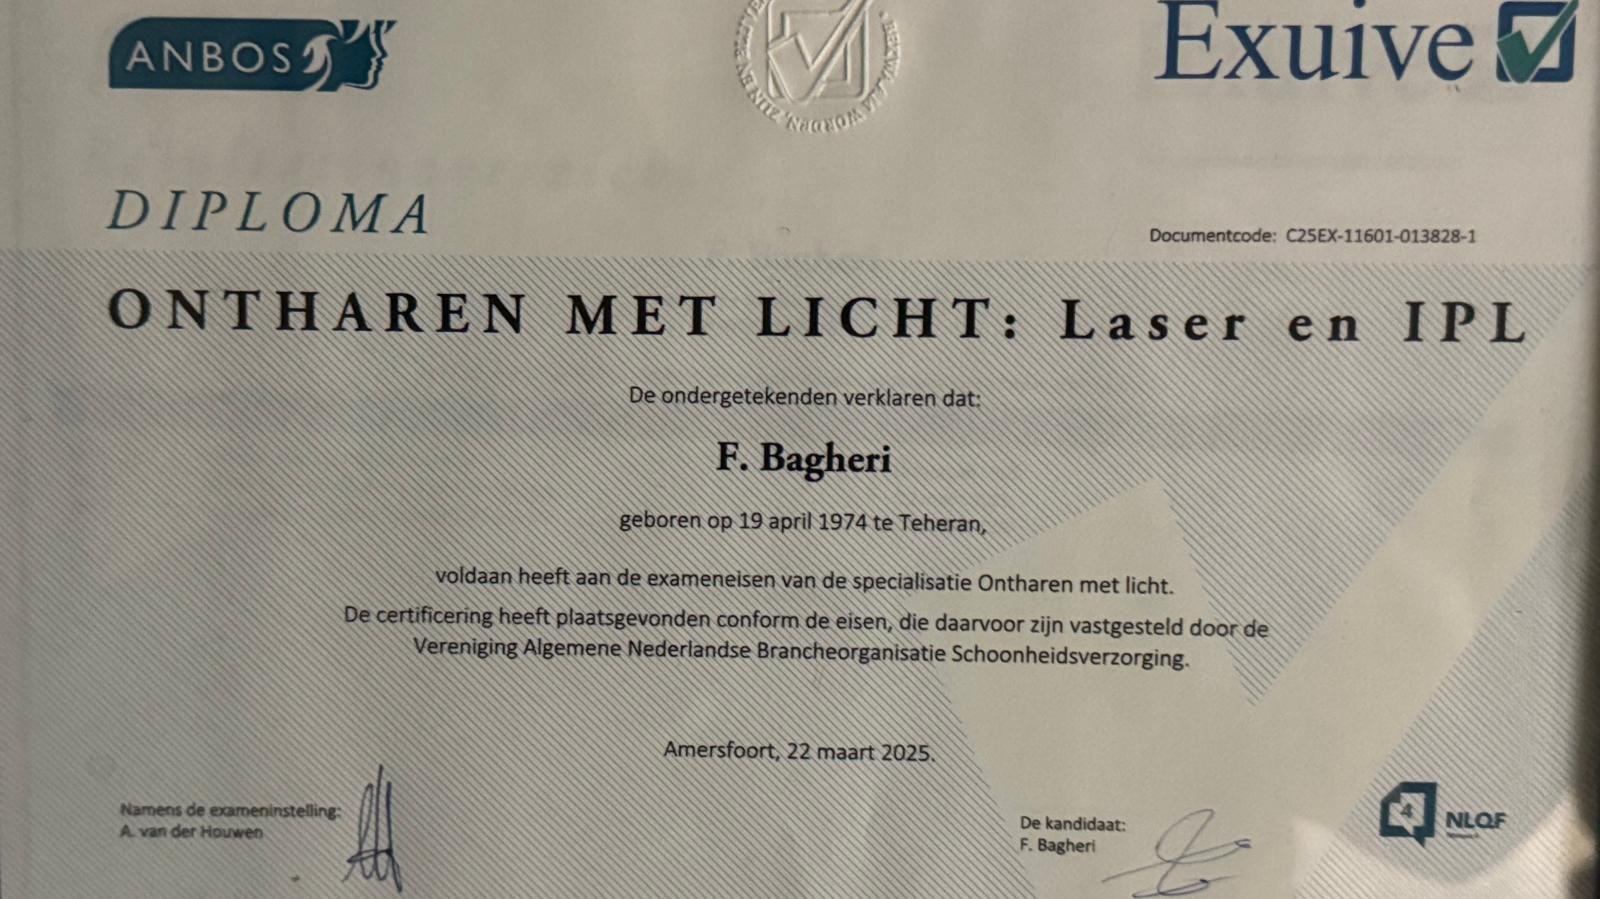 ANBOS
Exuive
DIPLOMA
Documentcode: C25EX-11601-013828-1
ONTHAREN MET LICHT: Laser en IPL
De ondergetekenden verklaren dat:
F. Bagheri
geboren op 19 april 1974 te Teheran,
voldaan heeft aan de exameneisen van de specialisatie Ontharen met licht.
De certificering heeft plaatsgevonden conform de eisen, die daarvoor zijn vastgesteld door de
Vereniging Algemene Nederlandse Brancheorganisatie Schoonheidsverzorging.
Amersfoort, 22 maart 2025.
Namens de exameninstelling:
A. van der Houwen
De kandidaat:
F. Bagheri
4
NLQF